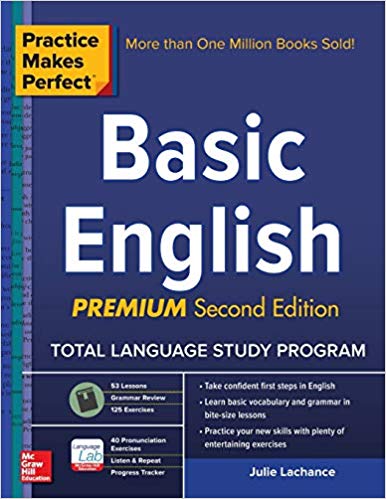 Practice
Makes
Perfect
More than One Million Books Sold!
Basic
English
PREMIUM Second Edition
TOTAL LANGUAGE STUDY PROGRAM
53 Lessons
Grammar Review
125 Exercises
Language
Lab
McGraw-Hill Education
40 Pronunciation
Exercises
Listen & Repeat
Progress Tracker
• Take confident first steps in English
• Learn basic vocabulary and grammar in
bite-size lessons
• Practice your new skills with plenty of
entertaining exercises
Mc
Graw
Hill
Education
Julie Lachance